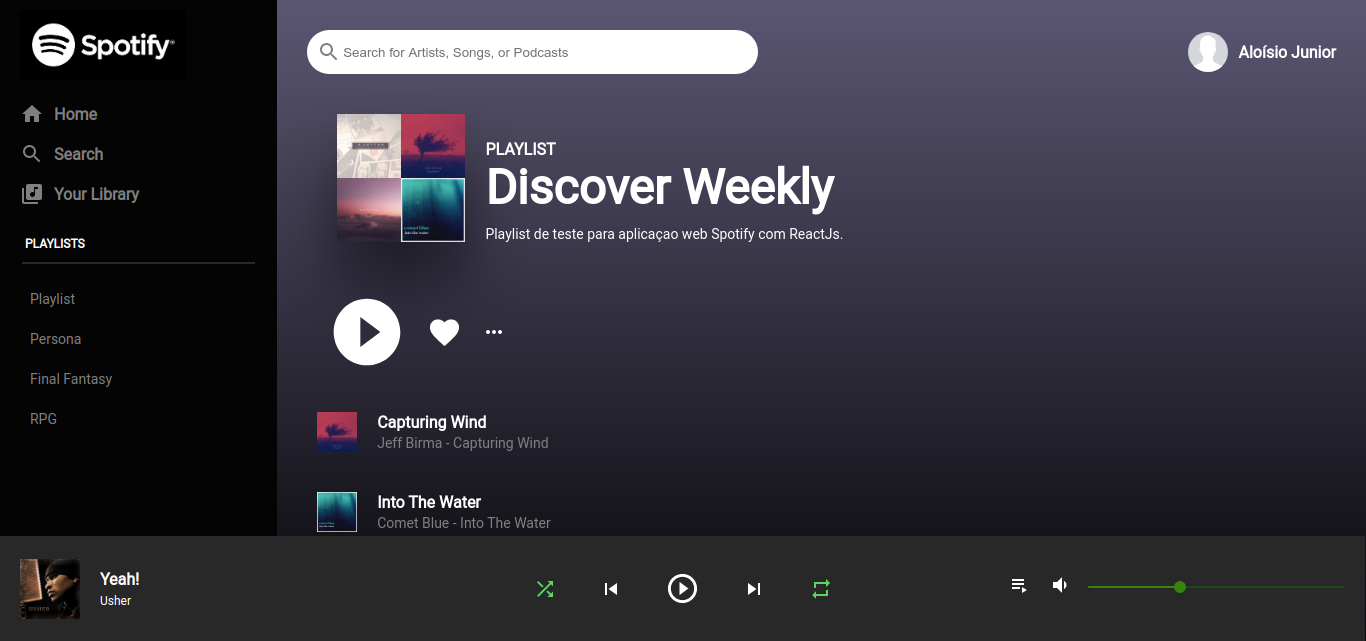 Spotify
Home
Search
Your Library
PLAYLISTS
Playlist
Persona
Final Fantasy
RPG
Search for Artists, Songs, or Podcasts
Aloísio Junior
PLAYLIST
Discover Weekly
Playlist de teste para aplicaçao web Spotify com ReactJs.
Capturing Wind
Jeff Birma - Capturing Wind
Into The Water
Comet Blue - Into The Water
USHER
Yeah!
Usher